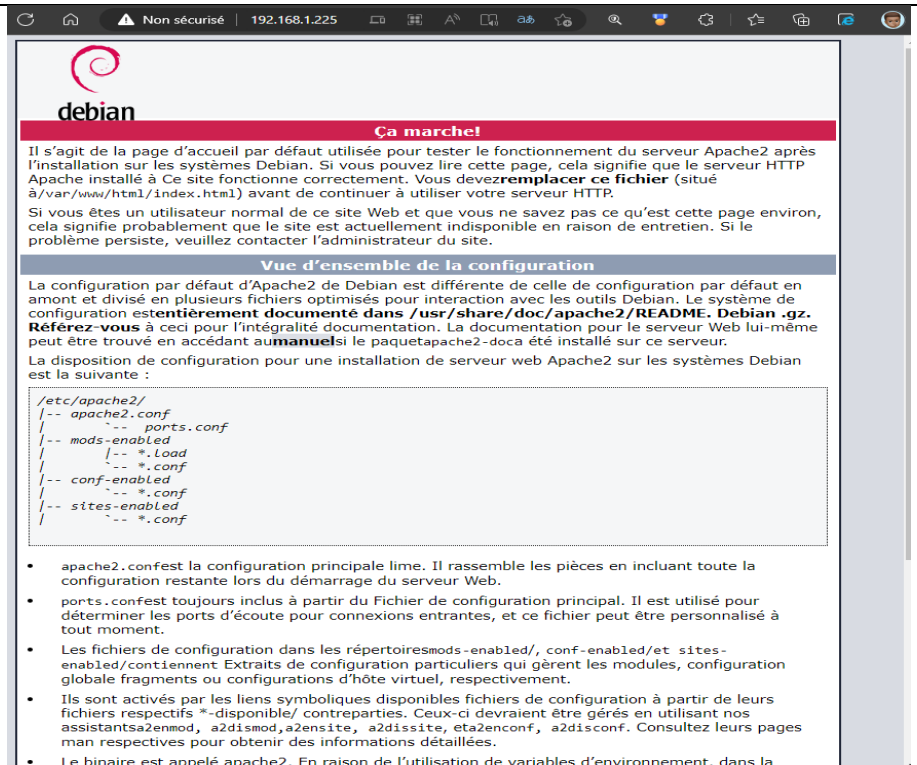 Non sécurisé 192.168.1.225
debian
Ça marche!
Il s'agit de la page d'accueil par défaut utilisée pour tester le fonctionnement du serveur Apache2 après
l'installation sur les systèmes Debian. Si vous pouvez lire cette page, cela signifie que le serveur HTTP
Apache installé à Ce site fonctionne correctement. Vous devezremplacer ce fichier (situé
à/var/www/html/index.html) avant de continuer à utiliser votre serveur HTTP.
Si vous êtes un utilisateur normal de ce site Web et que vous ne savez pas ce qu'est cette page environ,
cela signifie probablement que le site est actuellement indisponible en raison de entretien. Si le
problème persiste, veuillez contacter l'administrateur du site.
Vue d'ensemble de la configuration
La configuration par défaut d'Apache2 de Debian est différente de celle de configuration par défaut en
amont et divisé en plusieurs fichiers optimisés pour interaction avec les outils Debian. Le système de
configuration estentièrement documenté dans /usr/share/doc/apache2/README. Debian .gz.
Référez-vous à ceci pour l'intégralité documentation. La documentation pour le serveur Web lui-même
peut être trouvé en accédant aumanuelsi le paquetapache2-doca été installé sur ce serveur.
La disposition de configuration pour une installation de serveur web Apache2 sur les systèmes Debian
est la suivante :
/etc/apache2/
|-- apache2.conf
|       `--  ports.conf
|-- mods-enabled
|       |-- *.load
|       `-- *.conf
|-- conf-enabled
|       `-- *.conf
|-- sites-enabled
|       `-- *.conf
• apache2.confest la configuration principale lime. Il rassemble les pièces en incluant toute la
configuration restante lors du démarrage du serveur Web.
• ports.confest toujours inclus à partir du Fichier de configuration principal. Il est utilisé pour
déterminer les ports d'écoute pour connexions entrantes, et ce fichier peut être personnalisé à
tout moment.
• Les fichiers de configuration dans les répertoiresmods-enabled/, conf-enabled/et sites-
enabled/contiennent Extraits de configuration particuliers qui gèrent les modules, configuration
globale fragments ou configurations d'hôte virtuel, respectivement.
• Ils sont activés par les liens symboliques disponibles fichiers de configuration à partir de leurs
fichiers respectifs *-disponible/ contreparties. Ceux-ci devraient être gérés en utilisant nos
assistantsa2enmod, a2dismod,a2ensite, a2dissite, eta2enconf, a2disconf. Consultez leurs pages
man respectives pour obtenir des informations détaillées.
• Le binaire est appelé apache2. En raison de l'utilisation de variables d'environnement, dans la